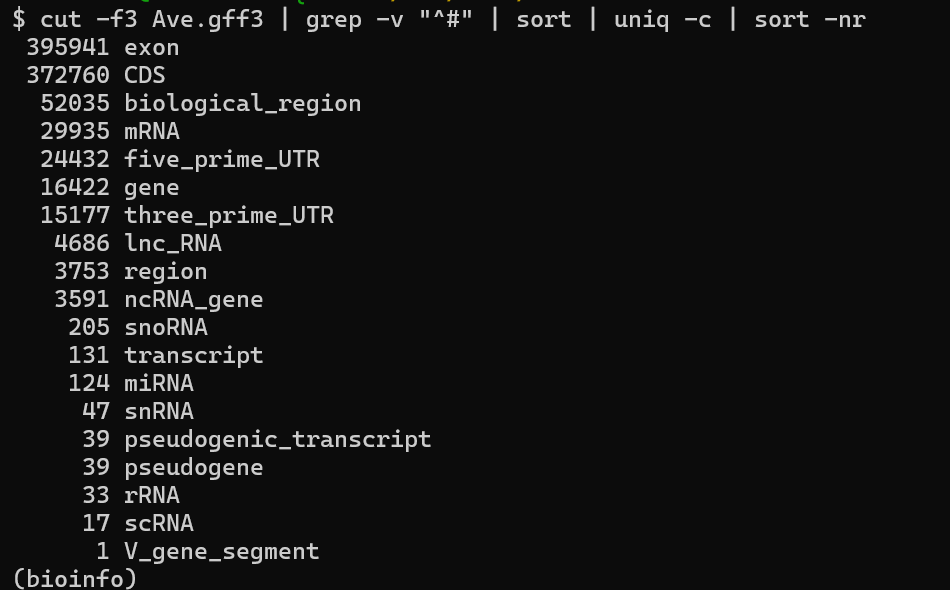 $ cut -f3 Ave.gff3 | grep -v "^#" | sort | uniq -c | sort -nr
395941 exon
372760 CDS
52035 biological_region
29935 mRNA
24432 five_prime_UTR
16422 gene
15177 three_prime_UTR
4686 lnc_RNA
3753 region
3591 ncRNA_gene
205 snoRNA
131 transcript
124 miRNA
47 snRNA
39 pseudogenic_transcript
39 pseudogene
33 rRNA
17 scRNA
1 V_gene_segment
(bioinfo)